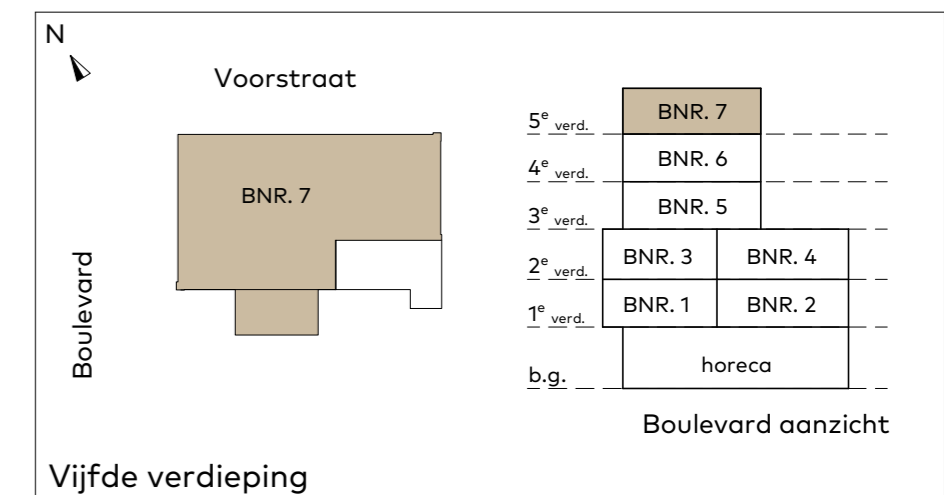 N
Voorstraat
BNR. 7
Boulevard
Vijfde verdieping
5e verd.
BNR. 7
4e verd.
BNR. 6
3e verd.
BNR. 5
2e verd.
BNR. 3 BNR. 4
1e verd.
BNR. 1 BNR. 2
b.g.
horeca
Boulevard aanzicht